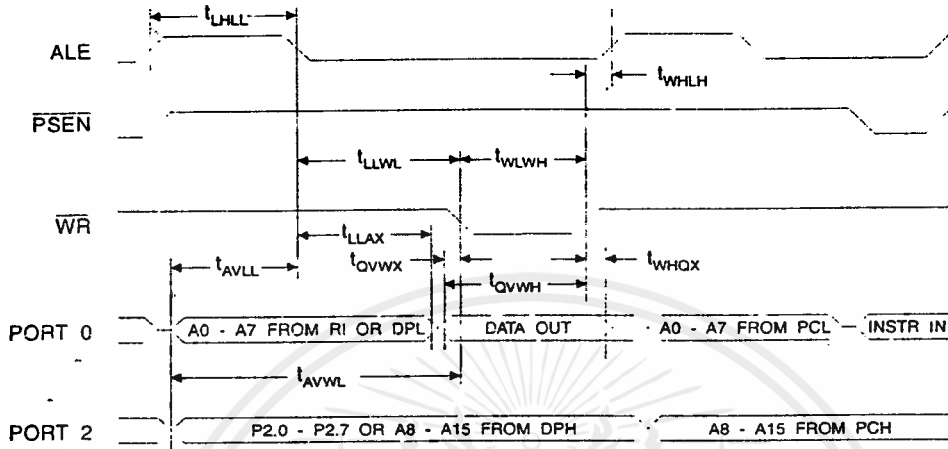 tLHLL
ALE
tWHLH
PSEN
tLLWL
tWLWH
WR
tLLAX
tAVLL
tQVWX
tWHQX
tQVWH
PORT 0
A0 - A7 FROM RI OR DPL
DATA OUT
A0 - A7 FROM PCL
INSTR IN
tAVWL
PORT 2
P2.0 - P2.7 OR A8 - A15 FROM DPH
A8 - A15 FROM PCH